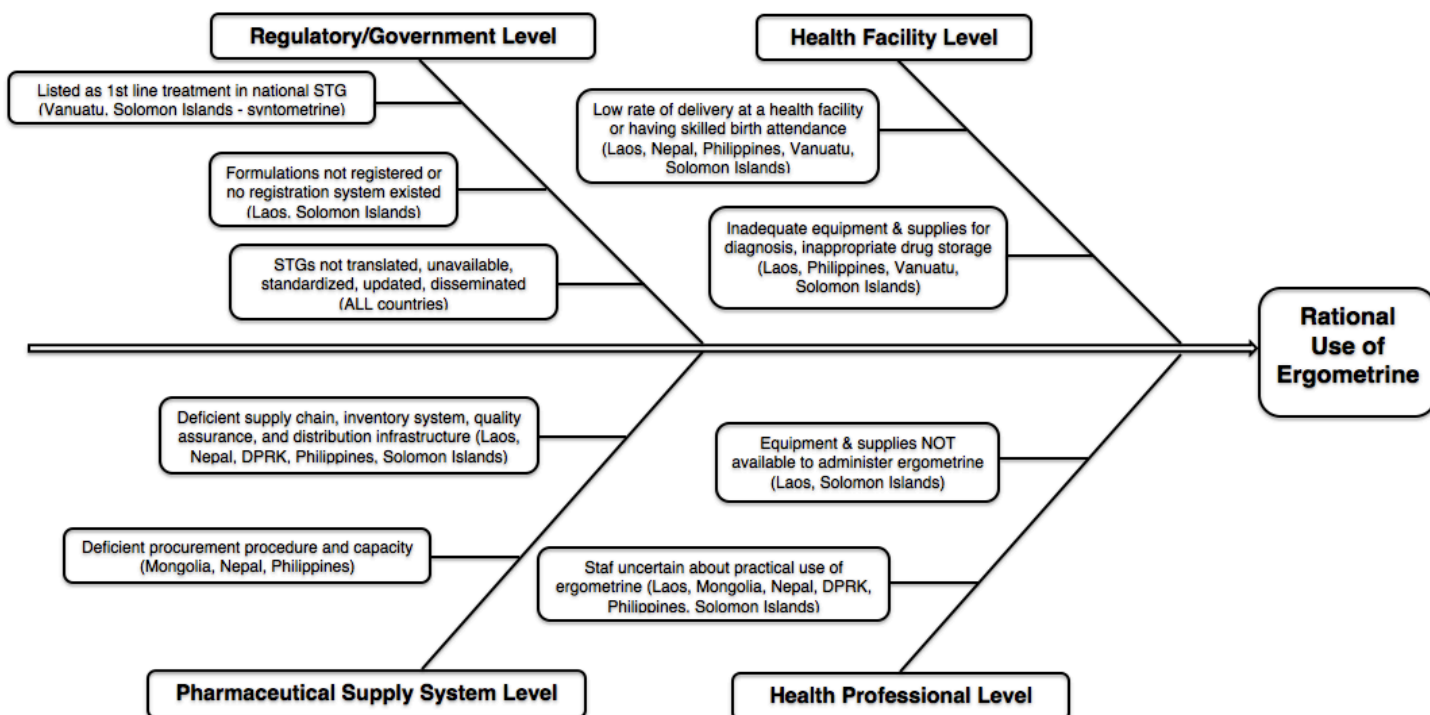 Regulatory/Government Level
Health Facility Level
Listed as 1st line treatment in national STG
(Vanuatu, Solomon Islands - syntometrine)
Low rate of delivery at a health facility
or having skilled birth attendance
(Laos, Nepal, Philippines, Vanuatu,
Solomon Islands)
Formulations not registered or
no registration system existed
(Laos, Solomon Islands)
Inadequate equipment & supplies for
diagnosis, inappropriate drug storage
(Laos, Philippines, Vanuatu,
Solomon Islands)
STGs not translated, unavailable,
standardized, updated, disseminated
(ALL countries)
Rational
Use of
Ergometrine
Deficient supply chain, inventory system, quality
assurance, and distribution infrastructure (Laos,
Nepal, DPRK, Philippines, Solomon Islands)
Equipment & supplies NOT
available to administer ergometrine
(Laos, Solomon Islands)
Deficient procurement procedure and capacity
(Mongolia, Nepal, Philippines)
Staf uncertain about practical use of
ergometrine (Laos, Mongolia, Nepal, DPRK,
Philippines, Solomon Islands)
Pharmaceutical Supply System Level
Health Professional Level